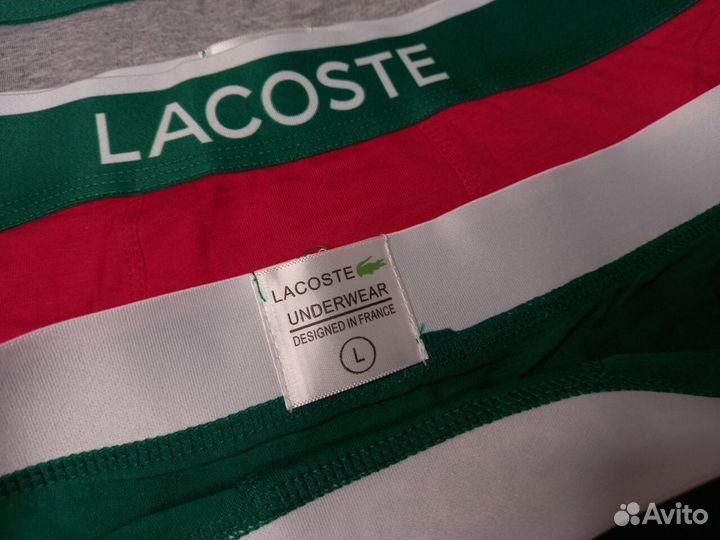 LACOSTE
LACOSTE
UNDERWEAR
DESIGNED IN FRANCE
L
Avito